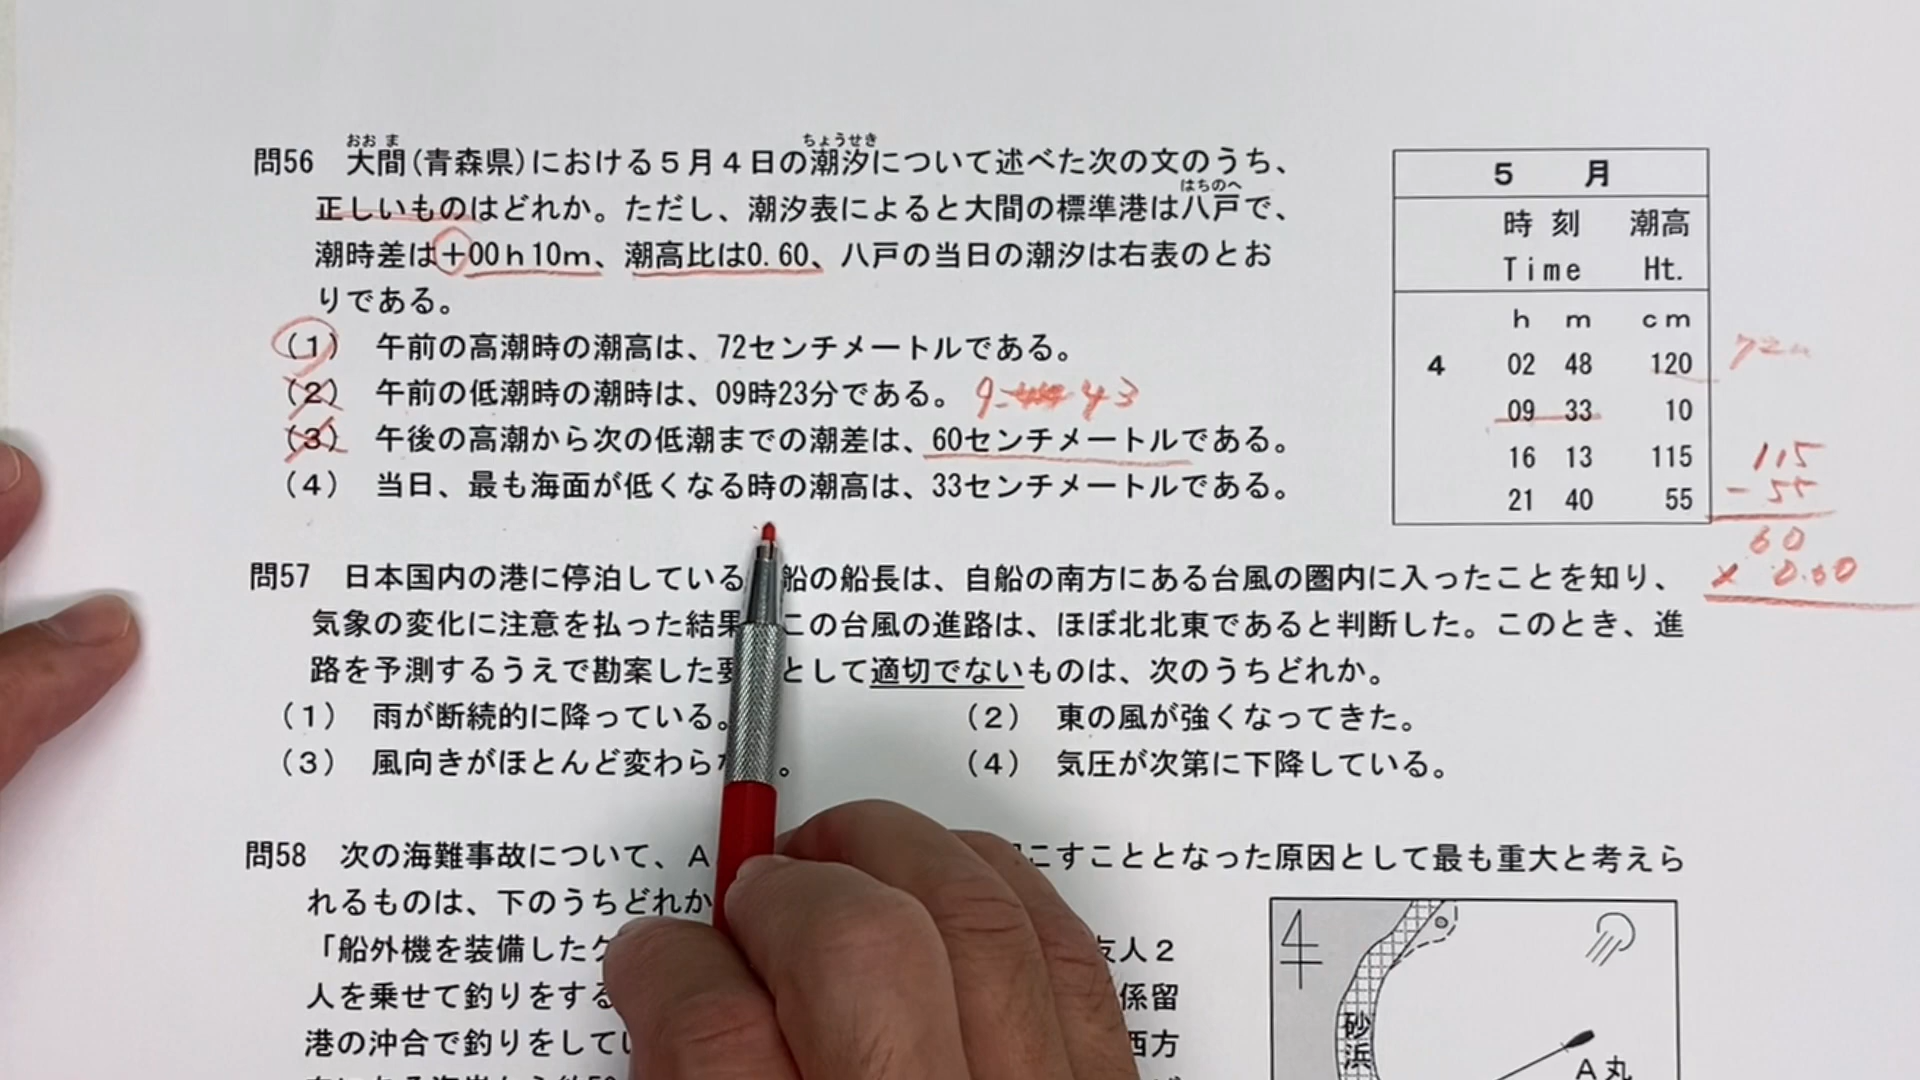 問56 大間(青森県)における5月4日の潮汐について述べた次の文のうち、
おおま
ちょうせき
正しいものはどれか。ただし、潮汐表によると大間の標準港は八戸で、
はちのへ
潮時差は+00h10m、潮高比は0.60、八戸の当日の潮汐は右表のとお
りである。
(1) 午前の高潮時の潮高は、72センチメートルである。
(2) 午前の低潮時の潮時は、09時23分である。 9 43
(3) 午後の高潮から次の低潮までの潮差は、60センチメートルである。
(4) 当日、最も海面が低くなる時の潮高は、33センチメートルである。
5 月
時刻 潮高
Time Ht.
h m cm
4 02 48 120
09 33 10
16 13 115
21 40 55
72
115
-55
60
× 0.60
問57 日本国内の港に停泊している 船の船長は、自船の南方にある台風の圏内に入ったことを知り、
気象の変化に注意を払った結果 この台風の進路は、ほぼ北北東であると判断した。このとき、進
路を予測するうえで勘案した要 として適切でないものは、次のうちどれか。
(1) 雨が断続的に降っている。 (2) 東の風が強くなってきた。
(3) 風向きがほとんど変わら 。 (4) 気圧が次第に下降している。
問58 次の海難事故について、A こすこととなった原因として最も重大と考えら
れるものは、下のうちどれか
「船外機を装備した 友人2
人を乗せて釣りをする 係留
港の沖合で釣りをしてい 西方
砂浜
A丸